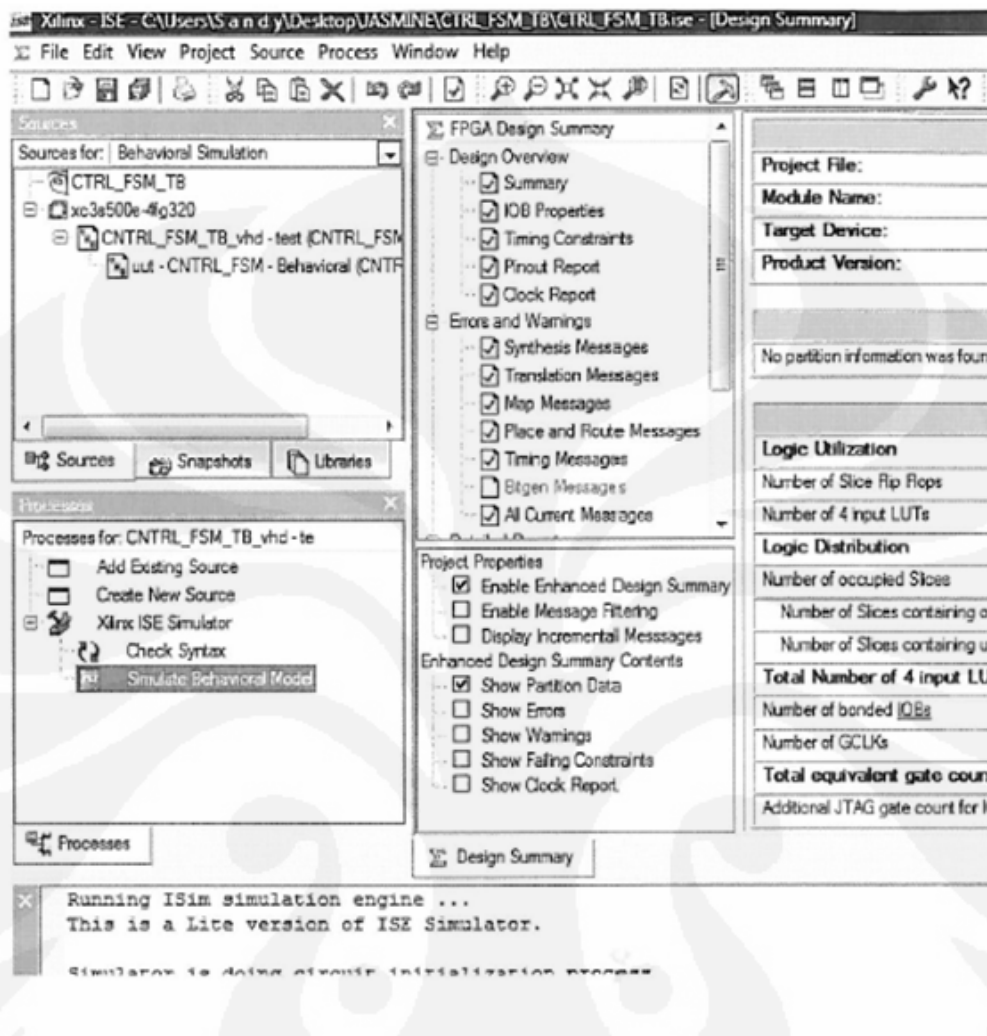 Xilinx - ISE - C:\Users\S a n d y\Desktop\JASMINE\CTRL_FSM_TB\CTRL_FSM_TB.ise - [Design Summary]
File Edit View Project Source Process Window Help
Sources
Sources for: Behavioral Simulation
CTRL_FSM_TB
xc3s500e-4fg320
CNTRL_FSM_TB_vhd - test (CNTRL_FSM
uut - CNTRL_FSM - Behavioral (CNTR
Sources Snapshots Libraries
Processes
Processes for: CNTRL_FSM_TB_vhd - te
Add Existing Source
Create New Source
Xilinx ISE Simulator
Check Syntax
Simulate Behavioral Model
Processes
FPGA Design Summary
Design Overview
Summary
IOB Properties
Timing Constraints
Pinout Report
Clock Report
Errors and Warnings
Synthesis Messages
Translation Messages
Map Messages
Place and Route Messages
Timing Messages
Bitgen Messages
All Current Messages
Project Properties
Enable Enhanced Design Summary
Enable Message Filtering
Display Incremental Messsages
Enhanced Design Summary Contents
Show Partition Data
Show Errors
Show Warnings
Show Failing Constraints
Show Clock Report
Design Summary
Project File:
Module Name:
Target Device:
Product Version:
No partition information was foun
Logic Utilization
Number of Slice Flip Flops
Number of 4 input LUTs
Logic Distribution
Number of occupied Slices
Number of Slices containing o
Number of Slices containing u
Total Number of 4 input LU
Number of bonded IOBs
Number of GCLKs
Total equivalent gate coun
Additional JTAG gate count for I
Running ISim simulation engine ...
This is a Lite version of ISE Simulator.
Simulator is doing circuit initialization process